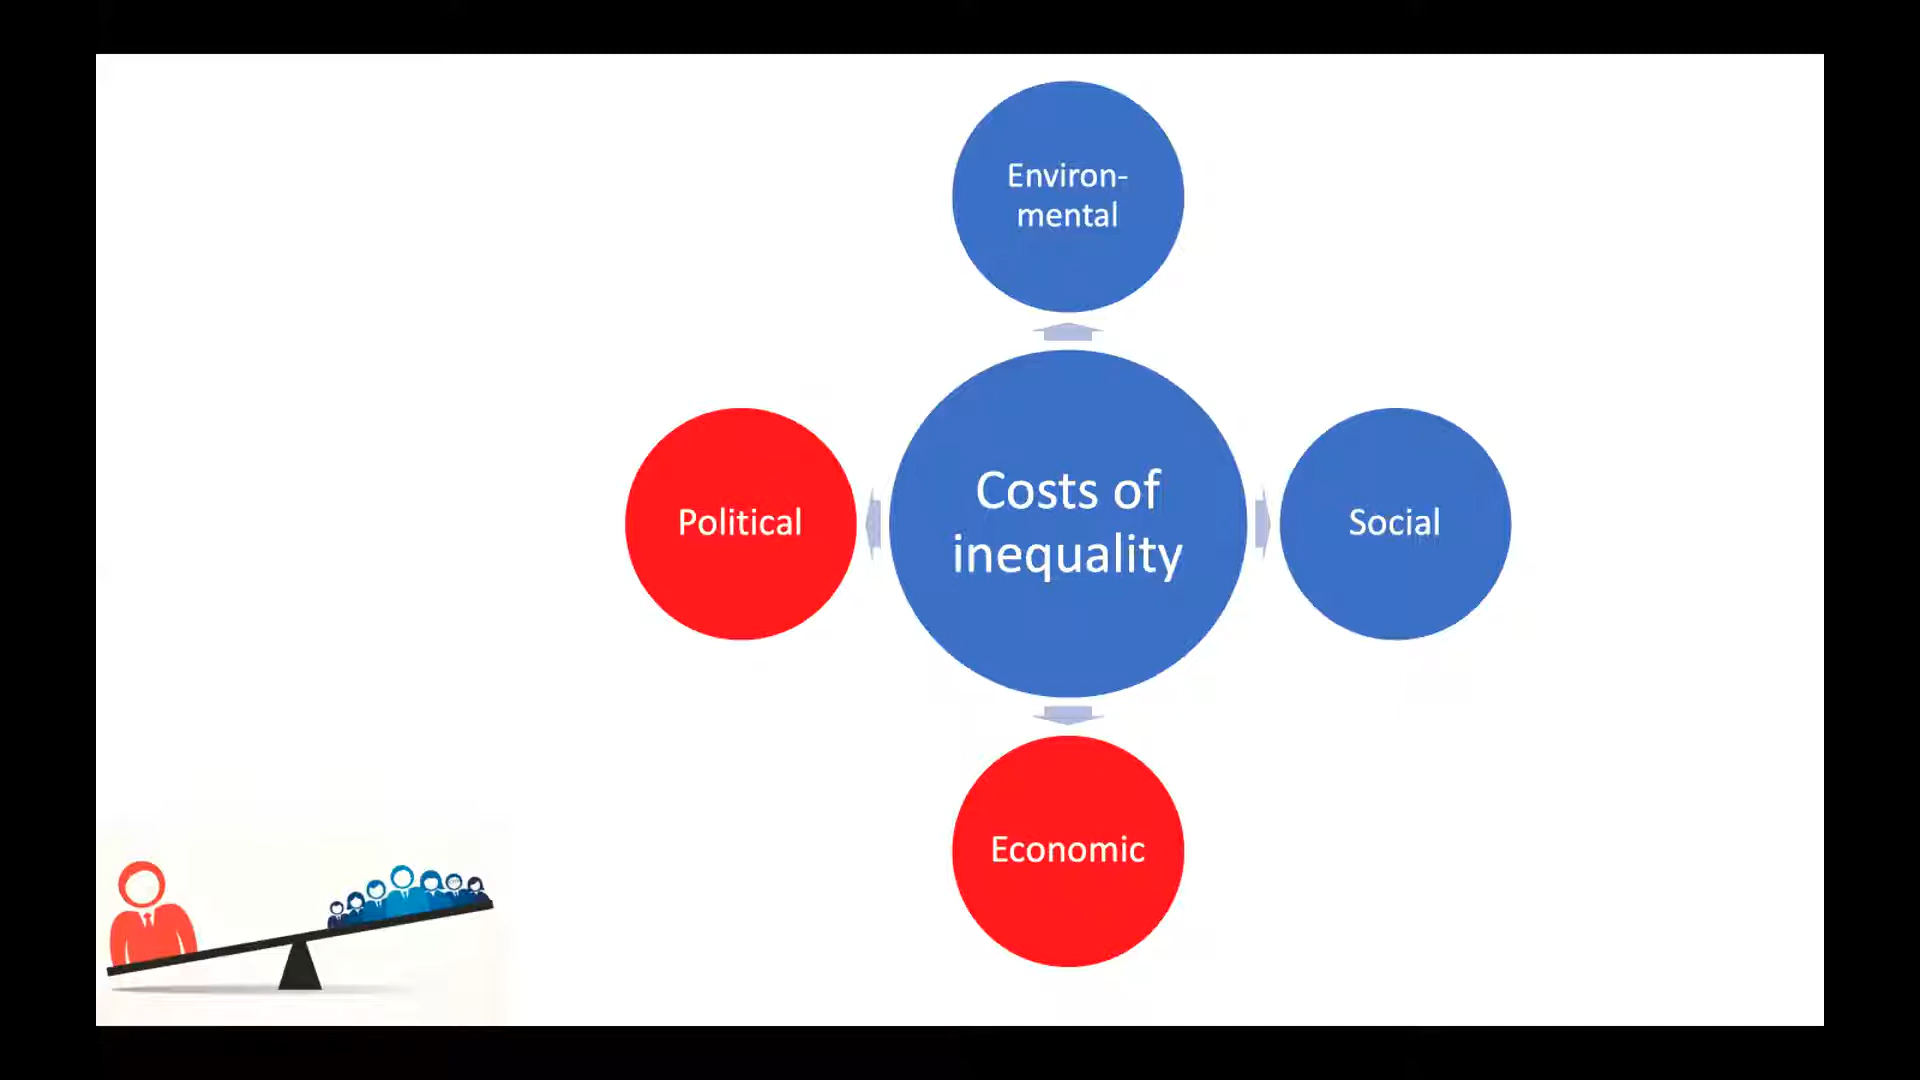 Environ-
mental
Political
Costs of
inequality
Social
Economic